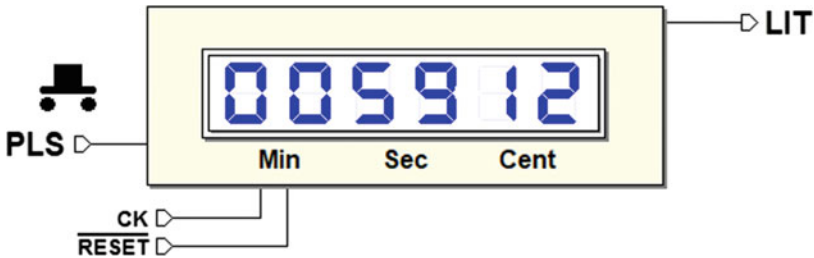 LIT
005912
PLS
Min Sec Cent
CK
RESET